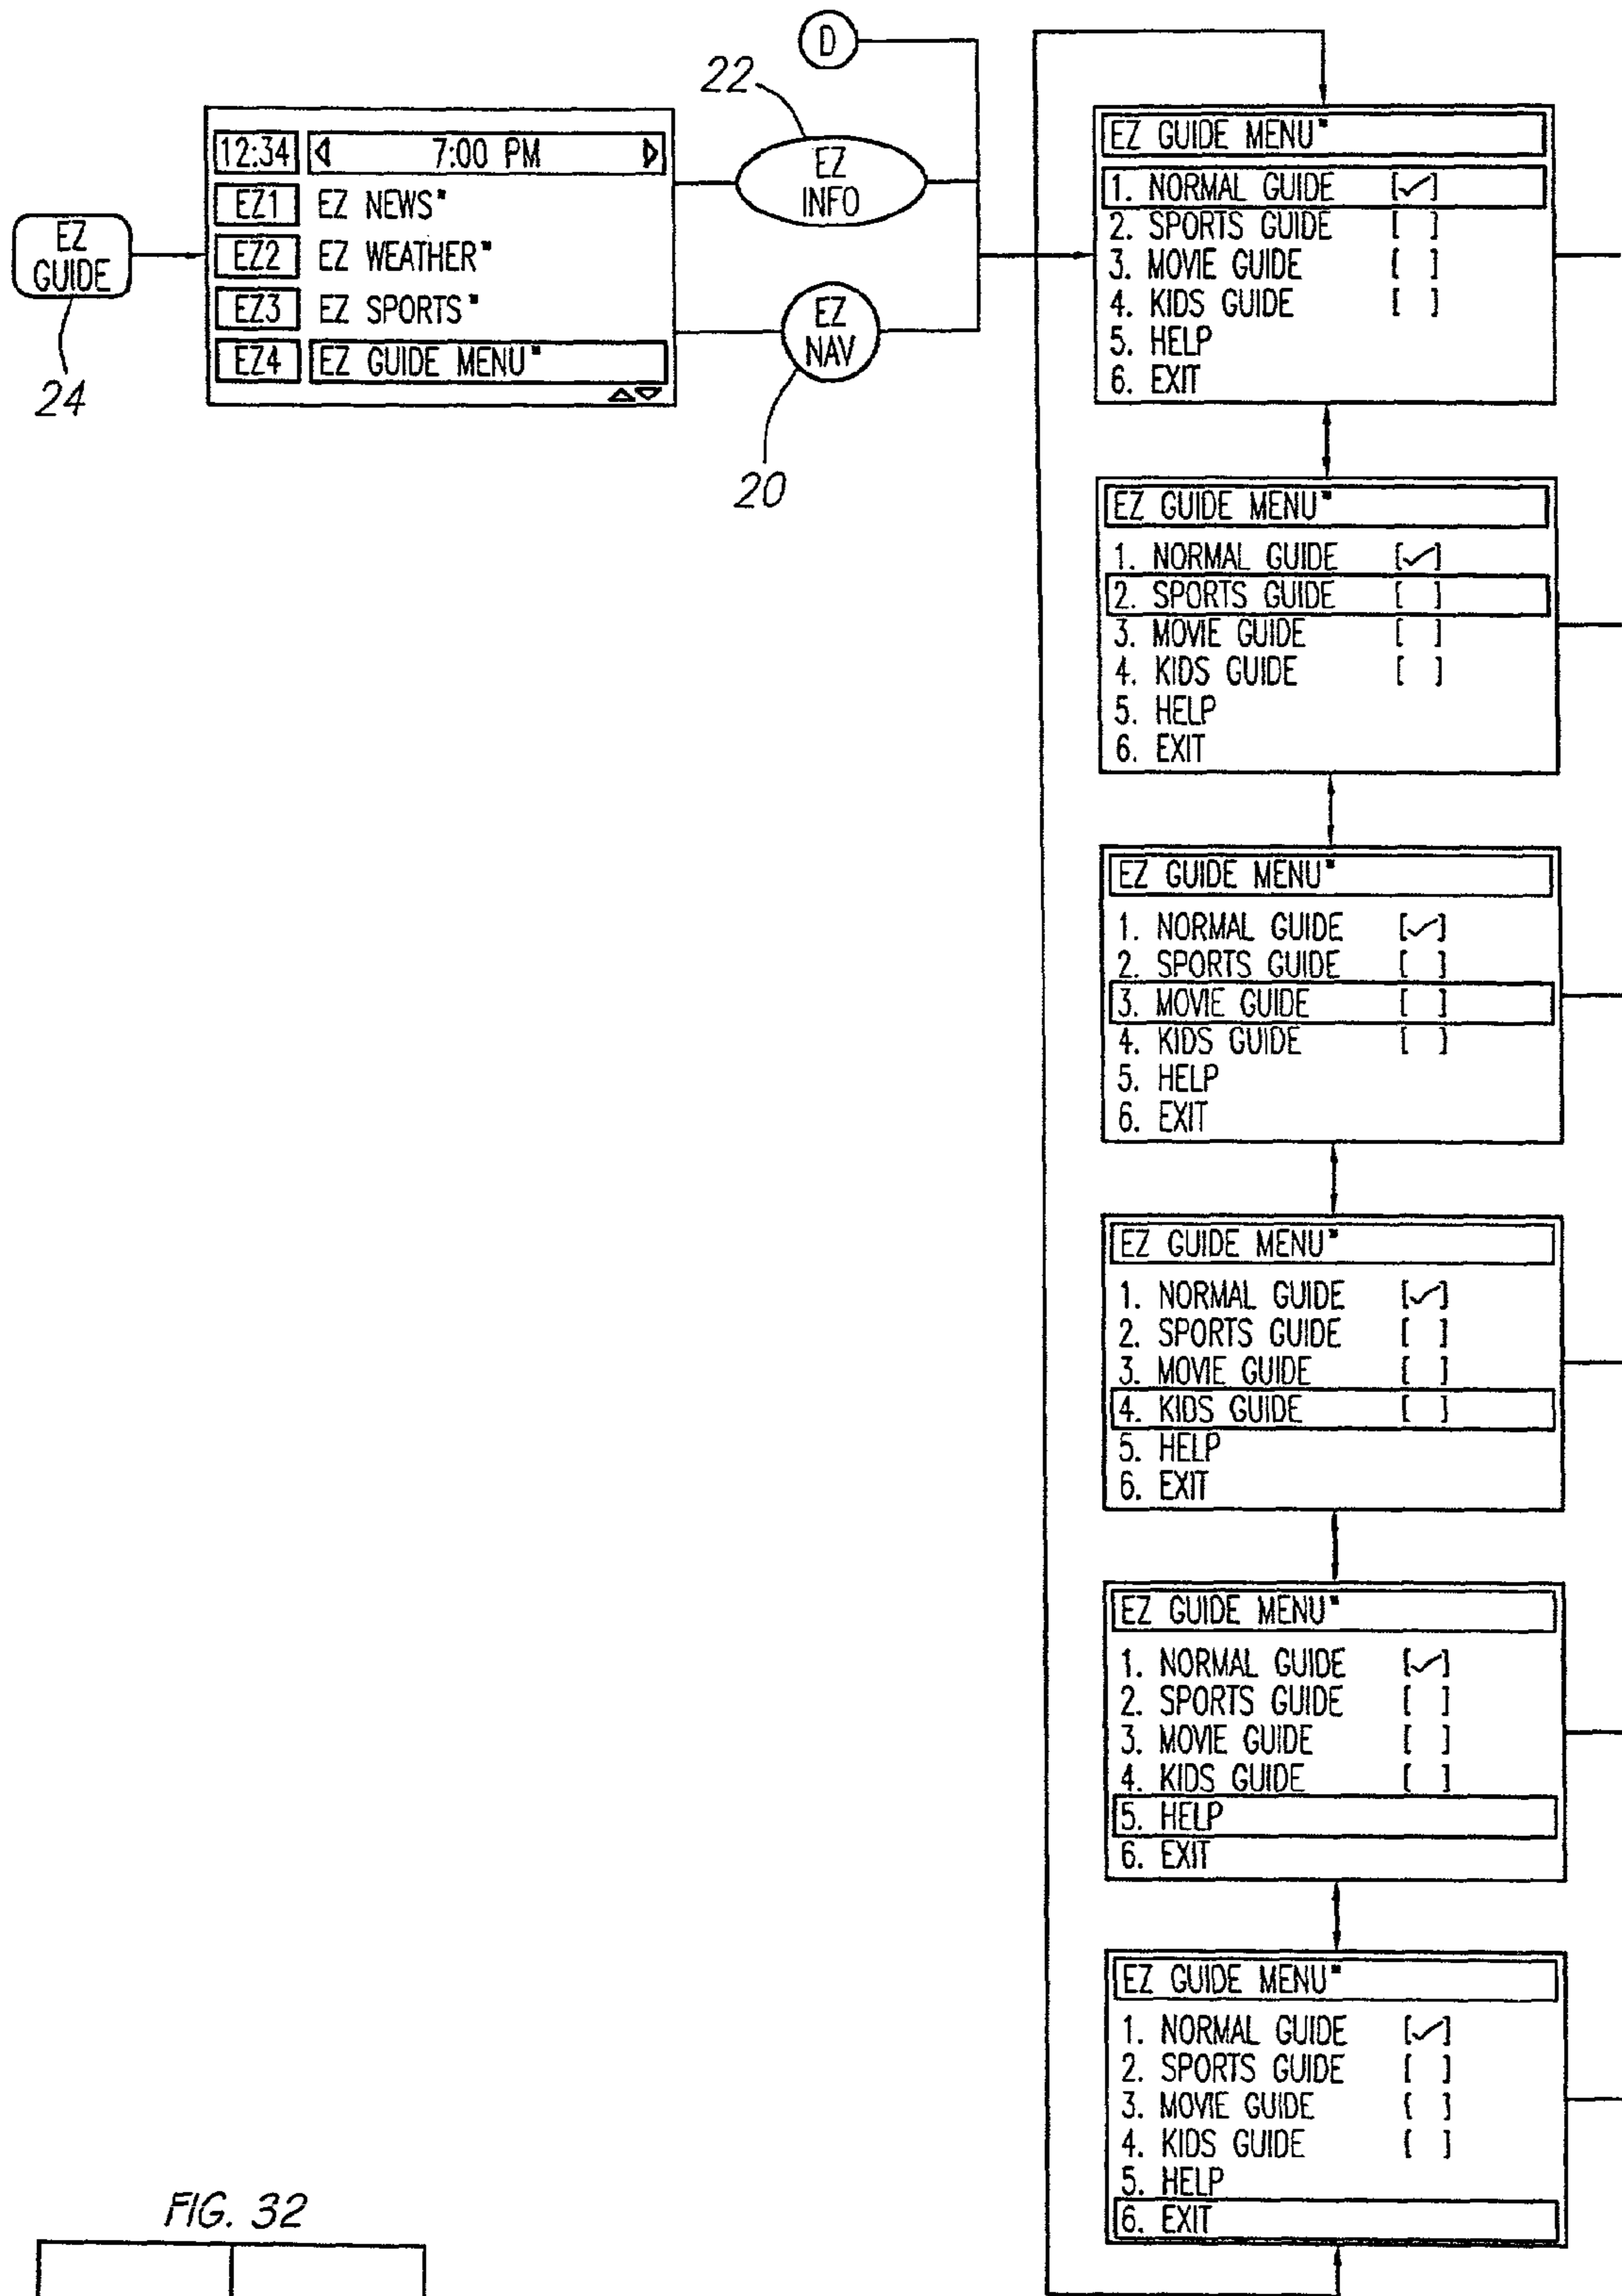 D
22
12:34 7:00 PM
EZ1 EZ NEWS"
EZ2 EZ WEATHER"
EZ3 EZ SPORTS"
EZ4 EZ GUIDE MENU"
EZ
GUIDE
24
EZ
INFO
EZ
NAV
20
EZ GUIDE MENU"
1. NORMAL GUIDE [✓]
2. SPORTS GUIDE [ ]
3. MOVIE GUIDE [ ]
4. KIDS GUIDE [ ]
5. HELP
6. EXIT
EZ GUIDE MENU"
1. NORMAL GUIDE [✓]
2. SPORTS GUIDE [ ]
3. MOVIE GUIDE [ ]
4. KIDS GUIDE [ ]
5. HELP
6. EXIT
EZ GUIDE MENU"
1. NORMAL GUIDE [✓]
2. SPORTS GUIDE [ ]
3. MOVIE GUIDE [ ]
4. KIDS GUIDE [ ]
5. HELP
6. EXIT
EZ GUIDE MENU"
1. NORMAL GUIDE [✓]
2. SPORTS GUIDE [ ]
3. MOVIE GUIDE [ ]
4. KIDS GUIDE [ ]
5. HELP
6. EXIT
EZ GUIDE MENU"
1. NORMAL GUIDE [✓]
2. SPORTS GUIDE [ ]
3. MOVIE GUIDE [ ]
4. KIDS GUIDE [ ]
5. HELP
6. EXIT
EZ GUIDE MENU"
1. NORMAL GUIDE [✓]
2. SPORTS GUIDE [ ]
3. MOVIE GUIDE [ ]
4. KIDS GUIDE [ ]
5. HELP
6. EXIT
FIG. 32